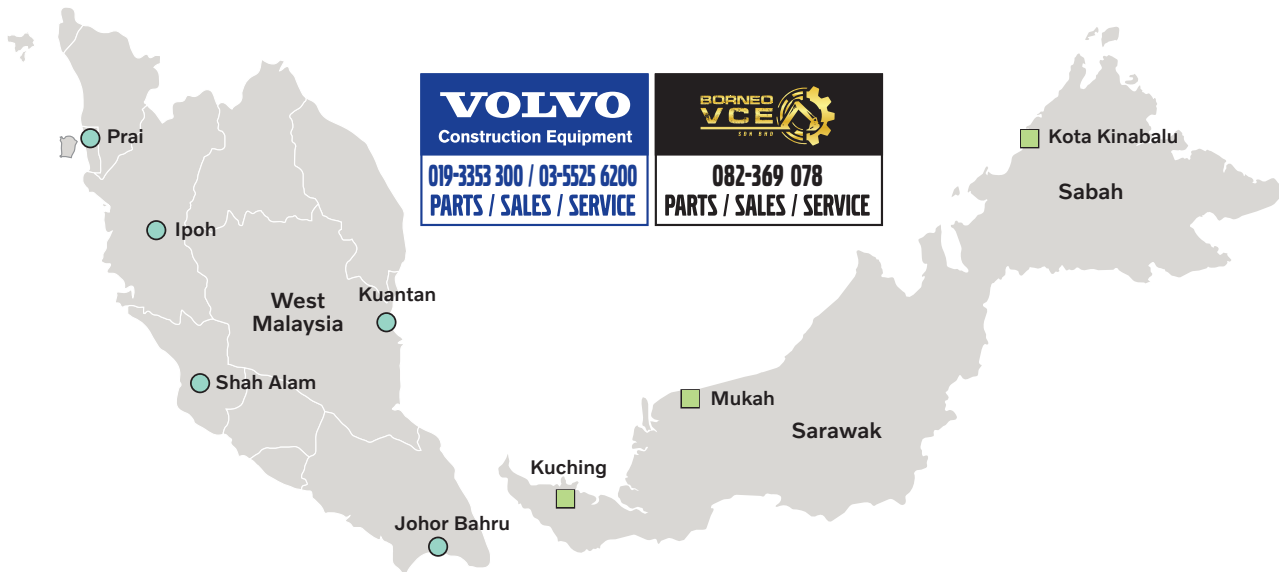 VOLVO
Construction Equipment
019-3353 300 / 03-5525 6200
PARTS / SALES / SERVICE
BORNEO
VCE
SDN BHD
082-369 078
PARTS / SALES / SERVICE
Prai
Ipoh
West
Malaysia
Kuantan
Shah Alam
Johor Bahru
Kota Kinabalu
Sabah
Mukah
Sarawak
Kuching